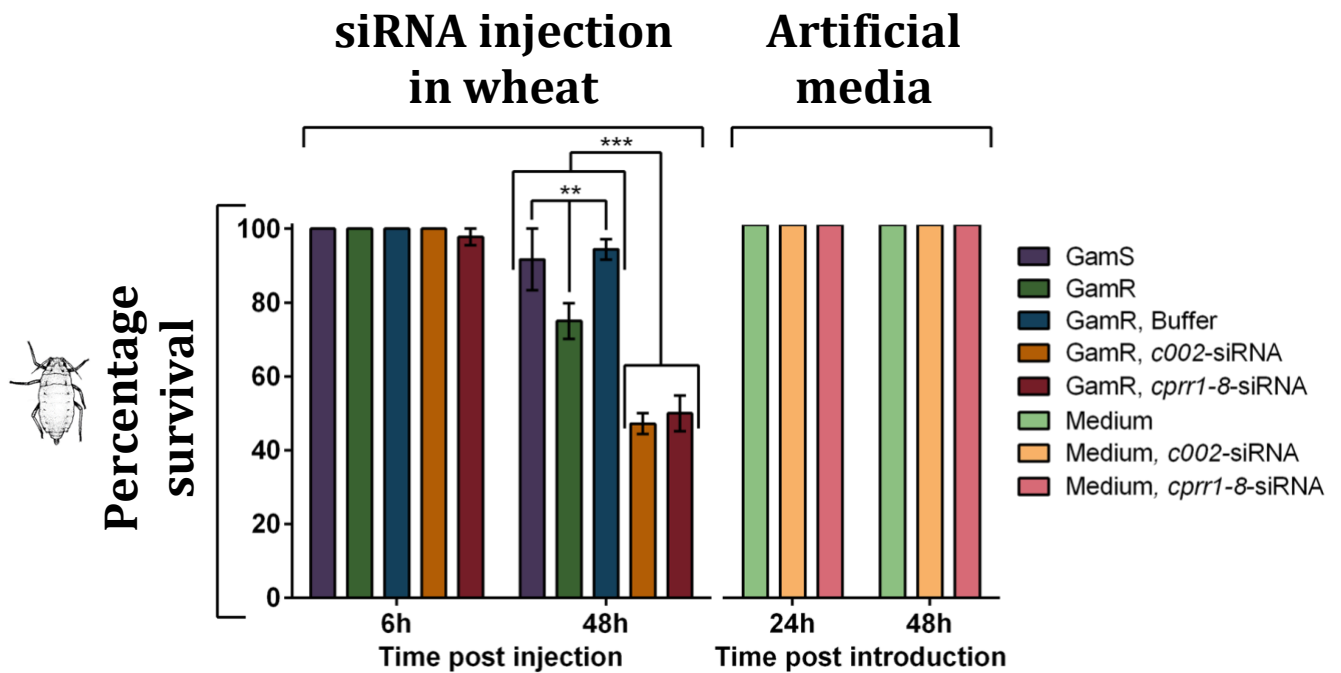 siRNA injection
in wheat
Artificial
media
***
**
Percentage
survival
100
80
60
40
20
0
6h
48h
Time post injection
24h
48h
Time post introduction
GamS
GamR
GamR, Buffer
GamR, c002-siRNA
GamR, cprr1-8-siRNA
Medium
Medium, c002-siRNA
Medium, cprr1-8-siRNA